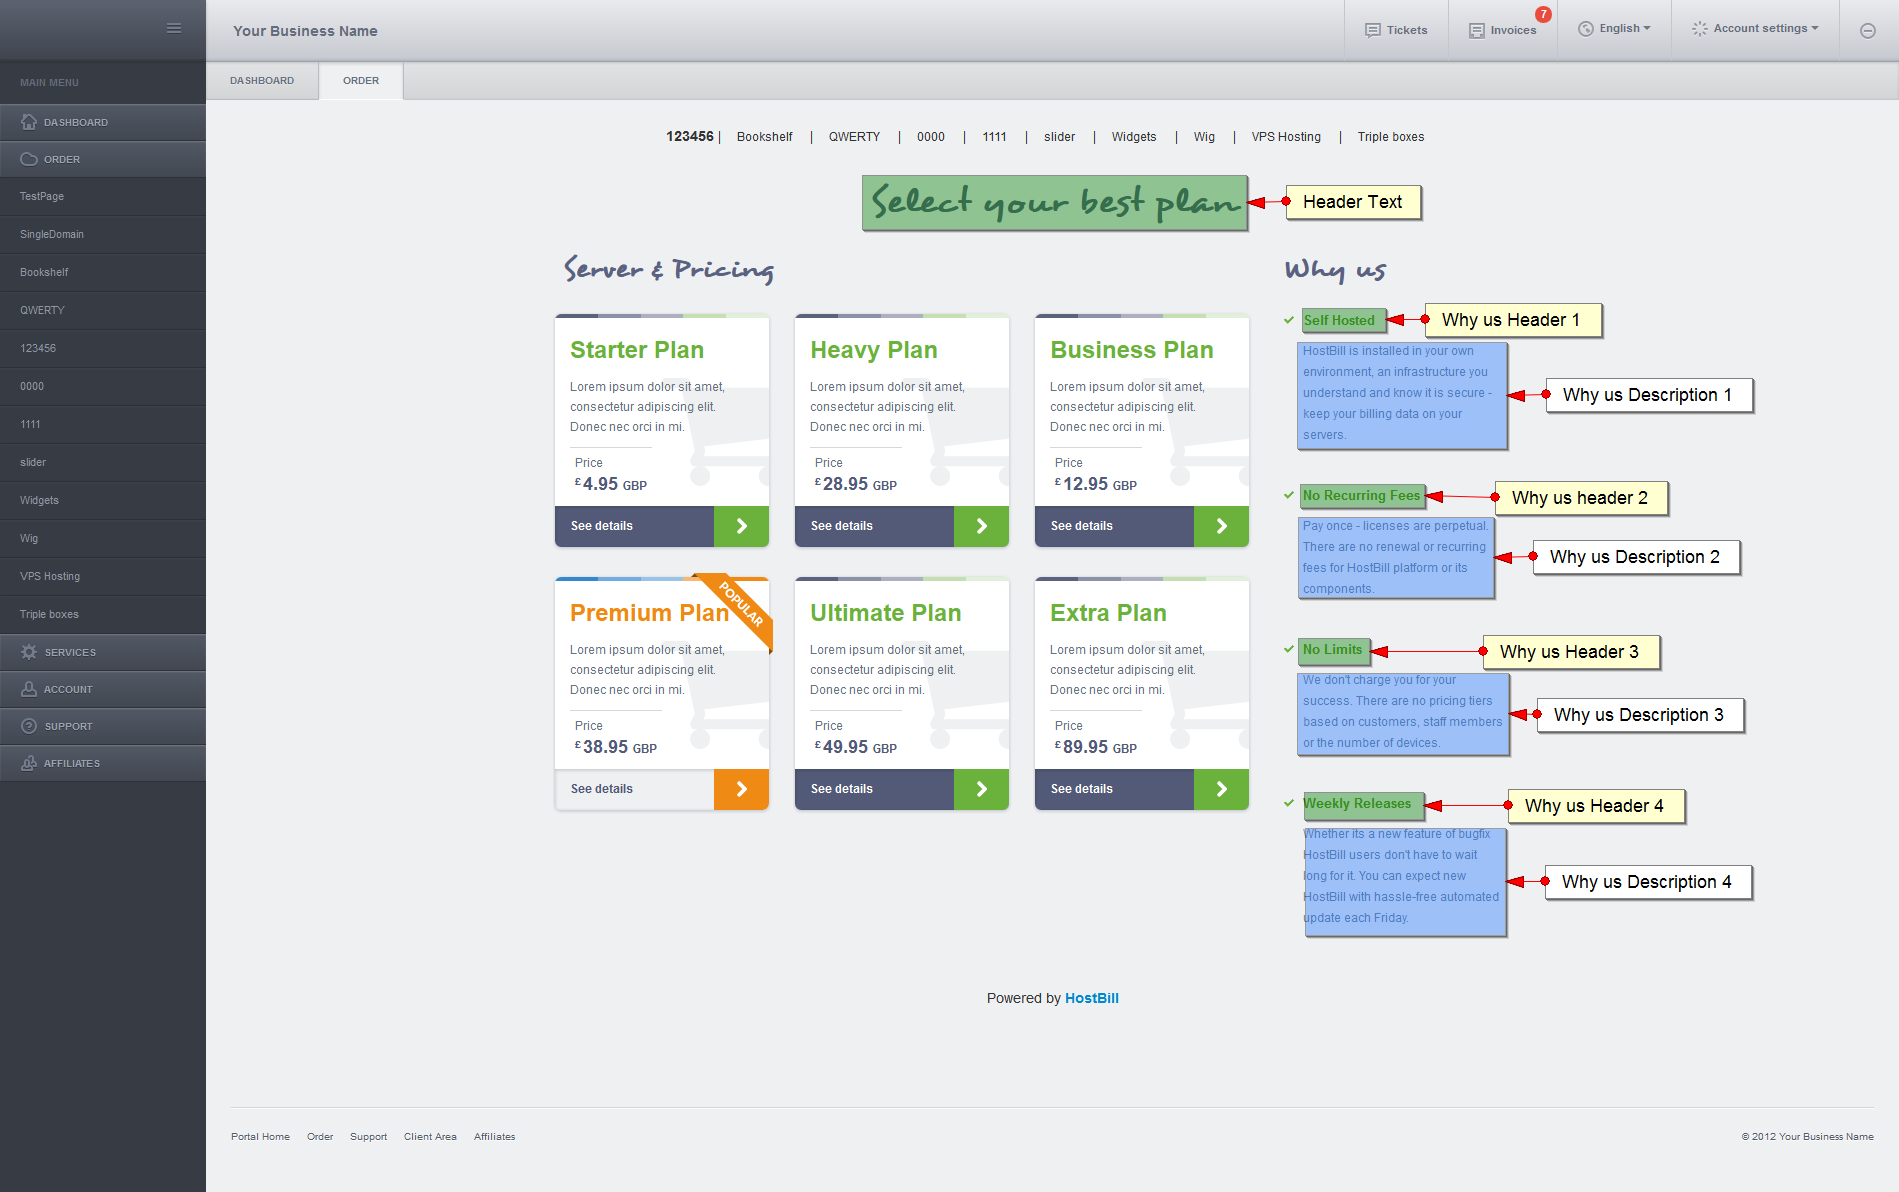 Your Business Name
Tickets
Invoices
7
English
Account settings
MAIN MENU
DASHBOARD
ORDER
TestPage
SingleDomain
Bookshelf
QWERTY
123456
0000
1111
slider
Widgets
Wig
VPS Hosting
Triple boxes
SERVICES
ACCOUNT
SUPPORT
AFFILIATES
DASHBOARD
ORDER
123456 | Bookshelf | QWERTY | 0000 | 1111 | slider | Widgets | Wig | VPS Hosting | Triple boxes
Select your best plan
Header Text
Server & Pricing
Starter Plan
Lorem ipsum dolor sit amet,
consectetur adipiscing elit.
Donec nec orci in mi.
Price
£4.95 GBP
See details
Heavy Plan
Lorem ipsum dolor sit amet,
consectetur adipiscing elit.
Donec nec orci in mi.
Price
£28.95 GBP
See details
Business Plan
Lorem ipsum dolor sit amet,
consectetur adipiscing elit.
Donec nec orci in mi.
Price
£12.95 GBP
See details
Premium Plan
POPULAR
Lorem ipsum dolor sit amet,
consectetur adipiscing elit.
Donec nec orci in mi.
Price
£38.95 GBP
See details
Ultimate Plan
Lorem ipsum dolor sit amet,
consectetur adipiscing elit.
Donec nec orci in mi.
Price
£49.95 GBP
See details
Extra Plan
Lorem ipsum dolor sit amet,
consectetur adipiscing elit.
Donec nec orci in mi.
Price
£89.95 GBP
See details
Why us
Self Hosted
Why us Header 1
HostBill is installed in your own
environment, an infrastructure you
understand and know it is secure -
keep your billing data on your
servers.
Why us Description 1
No Recurring Fees
Why us header 2
Pay once - licenses are perpetual.
There are no renewal or recurring
fees for HostBill platform or its
components.
Why us Description 2
No Limits
Why us Header 3
We don't charge you for your
success. There are no pricing tiers
based on customers, staff members
or the number of devices.
Why us Description 3
Weekly Releases
Why us Header 4
Whether its a new feature of bugfix
HostBill users don't have to wait
long for it. You can expect new
HostBill with hassle-free automated
update each Friday.
Why us Description 4
Powered by HostBill
Portal Home
Order
Support
Client Area
Affiliates
© 2012 Your Business Name